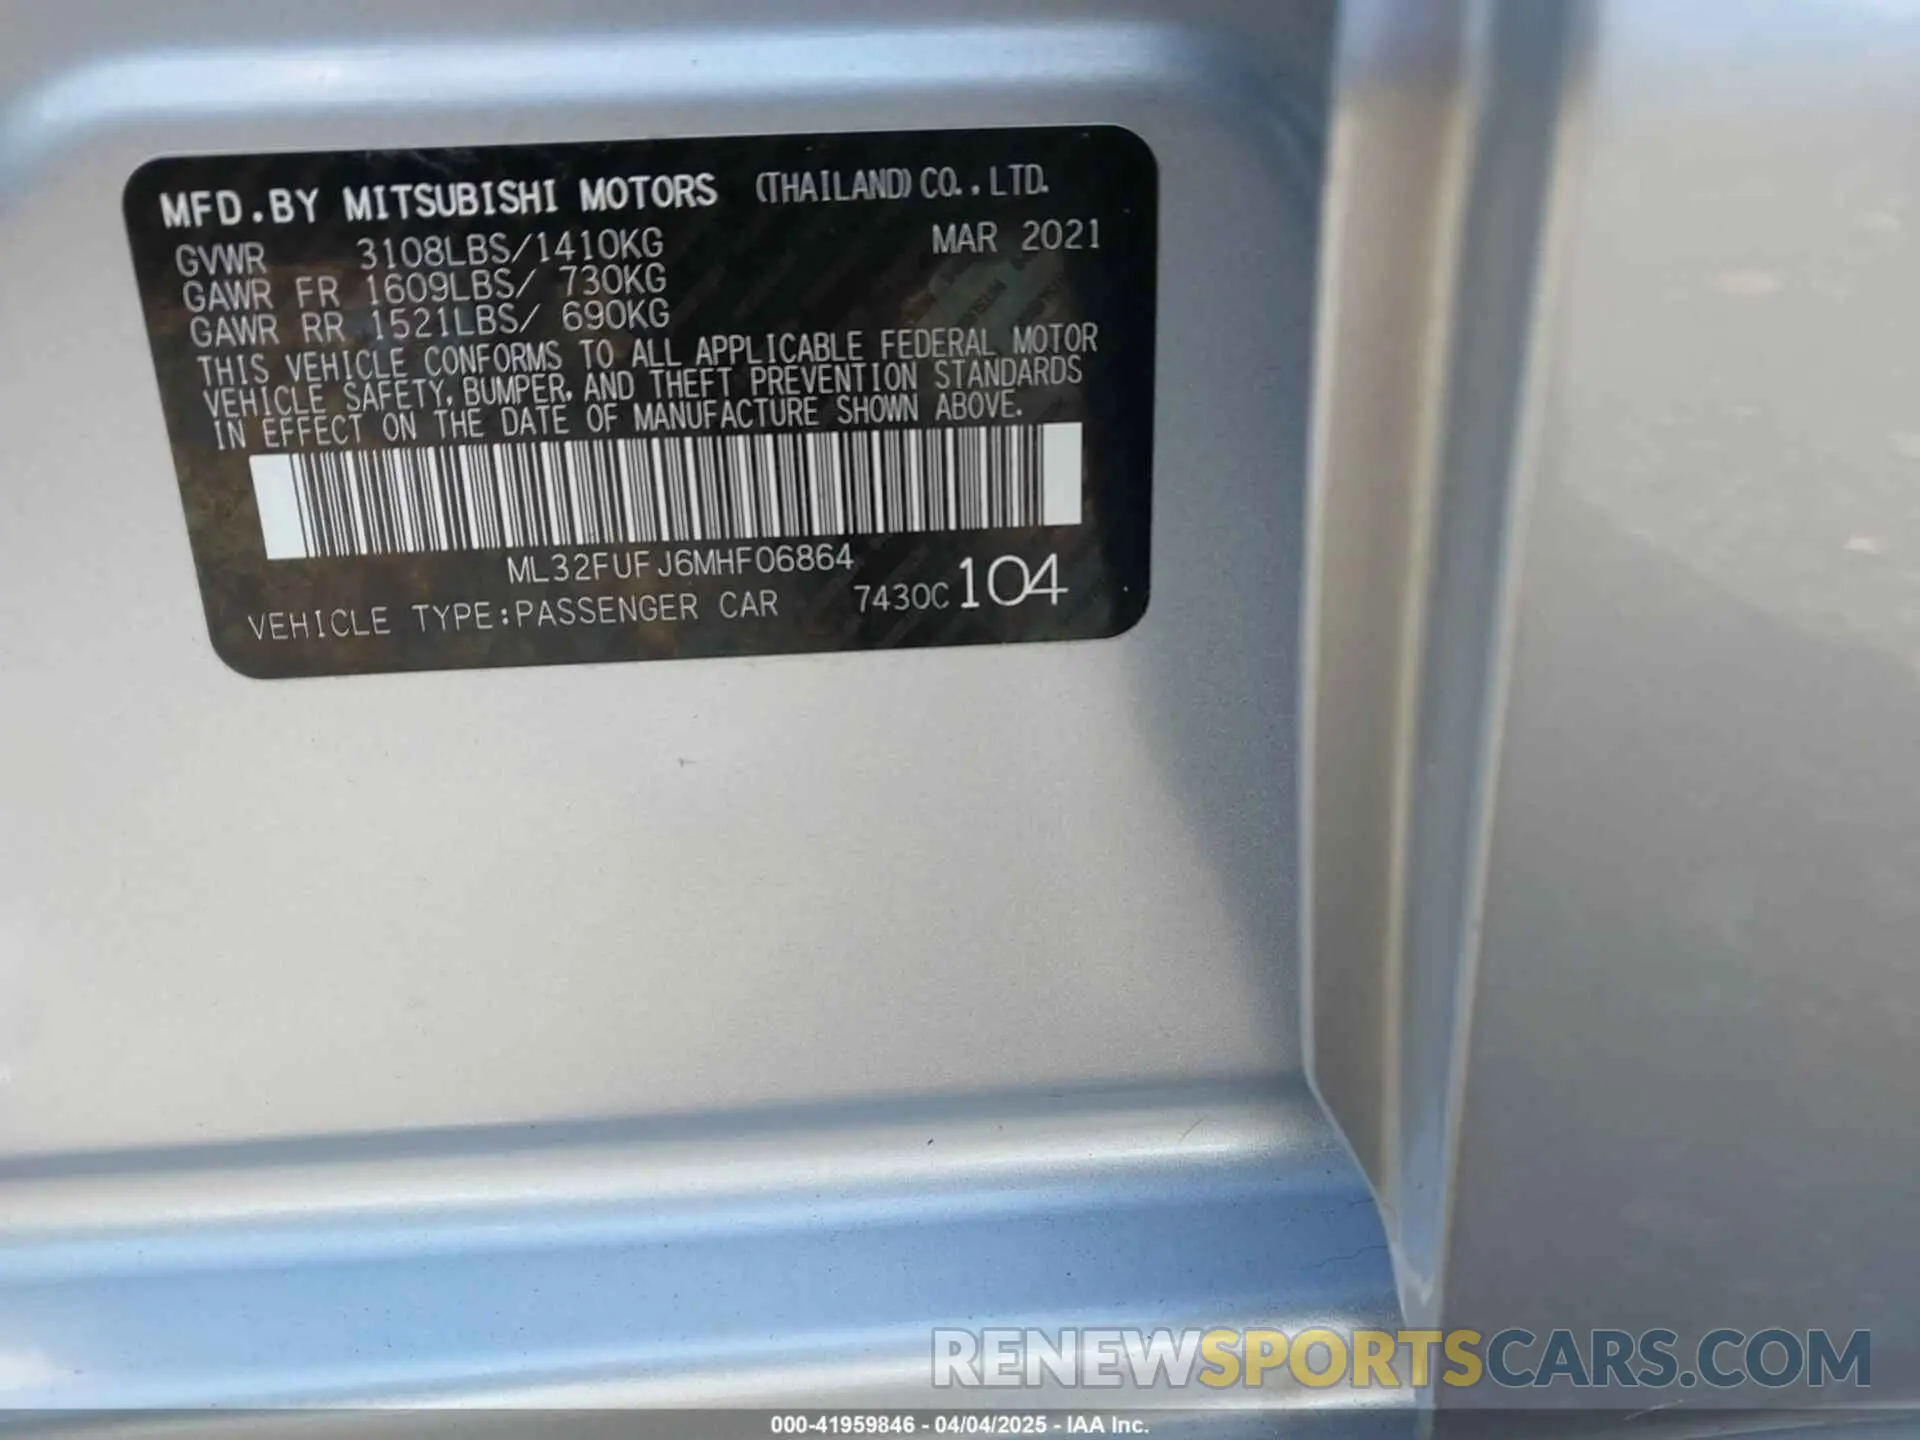 MFD.BY MITSUBISHI MOTORS (THAILAND) CO.,LTD.
GVWR 3108LBS/1410KG MAR 2021
GAWR FR 1609LBS/ 730KG
GAWR RR 1521LBS/ 690KG
THIS VEHICLE CONFORMS TO ALL APPLICABLE FEDERAL MOTOR
VEHICLE SAFETY, BUMPER, AND THEFT PREVENTION STANDARDS
IN EFFECT ON THE DATE OF MANUFACTURE SHOWN ABOVE.
ML32FUFJ6MHF06864
VEHICLE TYPE:PASSENGER CAR 7430C 104
RENEWSPORTSCARS.COM
000-41959846 - 04/04/2025 - IAA Inc.